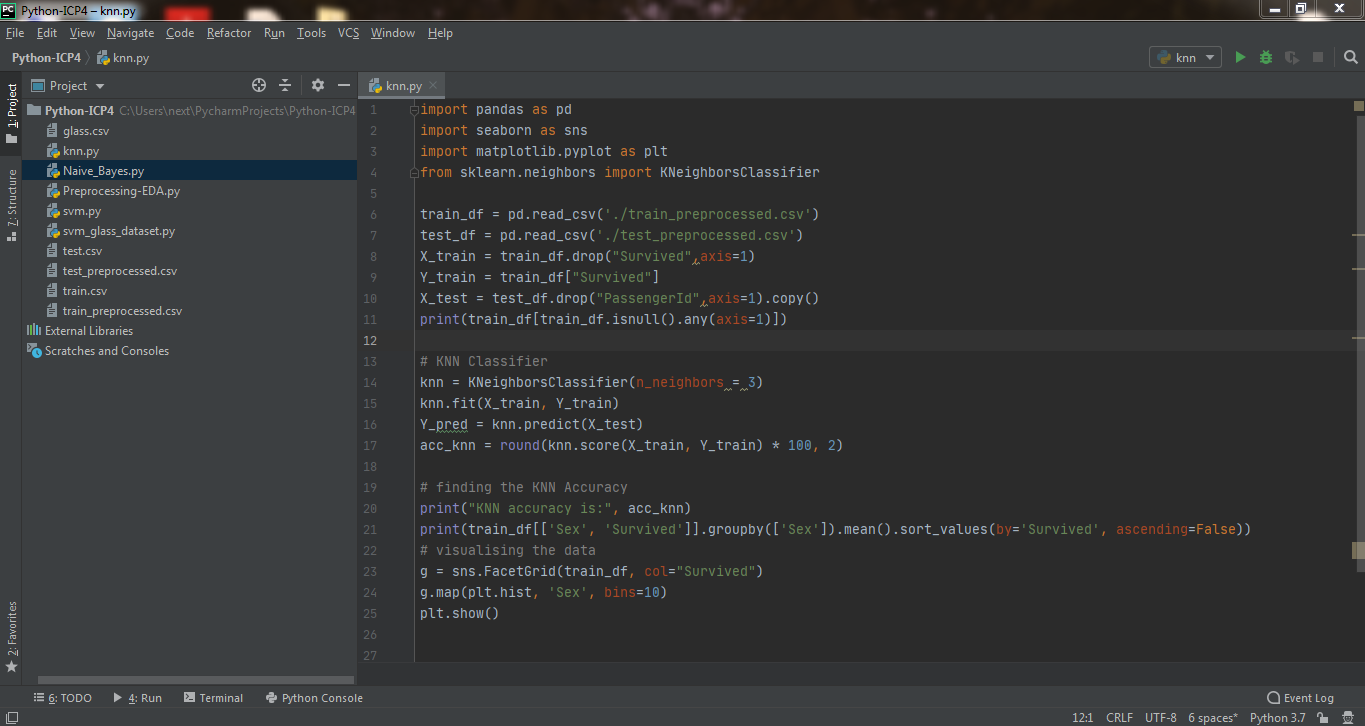 PC Python-ICP4 – knn.py
File Edit View Navigate Code Refactor Run Tools VCS Window Help
Python-ICP4 knn.py knn
1: Project
7: Structure
2: Favorites
Project
Python-ICP4 C:\Users\next\PycharmProjects\Python-ICP4
glass.csv
knn.py
Naive_Bayes.py
Preprocessing-EDA.py
svm.py
svm_glass_dataset.py
test.csv
test_preprocessed.csv
train.csv
train_preprocessed.csv
External Libraries
Scratches and Consoles
knn.py
1 import pandas as pd
2 import seaborn as sns
3 import matplotlib.pyplot as plt
4 from sklearn.neighbors import KNeighborsClassifier
5
6 train_df = pd.read_csv('./train_preprocessed.csv')
7 test_df = pd.read_csv('./test_preprocessed.csv')
8 X_train = train_df.drop("Survived",axis=1)
9 Y_train = train_df["Survived"]
10 X_test = test_df.drop("PassengerId",axis=1).copy()
11 print(train_df[train_df.isnull().any(axis=1)])
12
13 # KNN Classifier
14 knn = KNeighborsClassifier(n_neighbors = 3)
15 knn.fit(X_train, Y_train)
16 Y_pred = knn.predict(X_test)
17 acc_knn = round(knn.score(X_train, Y_train) * 100, 2)
18
19 # finding the KNN Accuracy
20 print("KNN accuracy is:", acc_knn)
21 print(train_df[['Sex', 'Survived']].groupby(['Sex']).mean().sort_values(by='Survived', ascending=False))
22 # visualising the data
23 g = sns.FacetGrid(train_df, col="Survived")
24 g.map(plt.hist, 'Sex', bins=10)
25 plt.show()
26
27
6: TODO 4: Run Terminal Python Console Event Log
12:1 CRLF UTF-8 6 spaces* Python 3.7